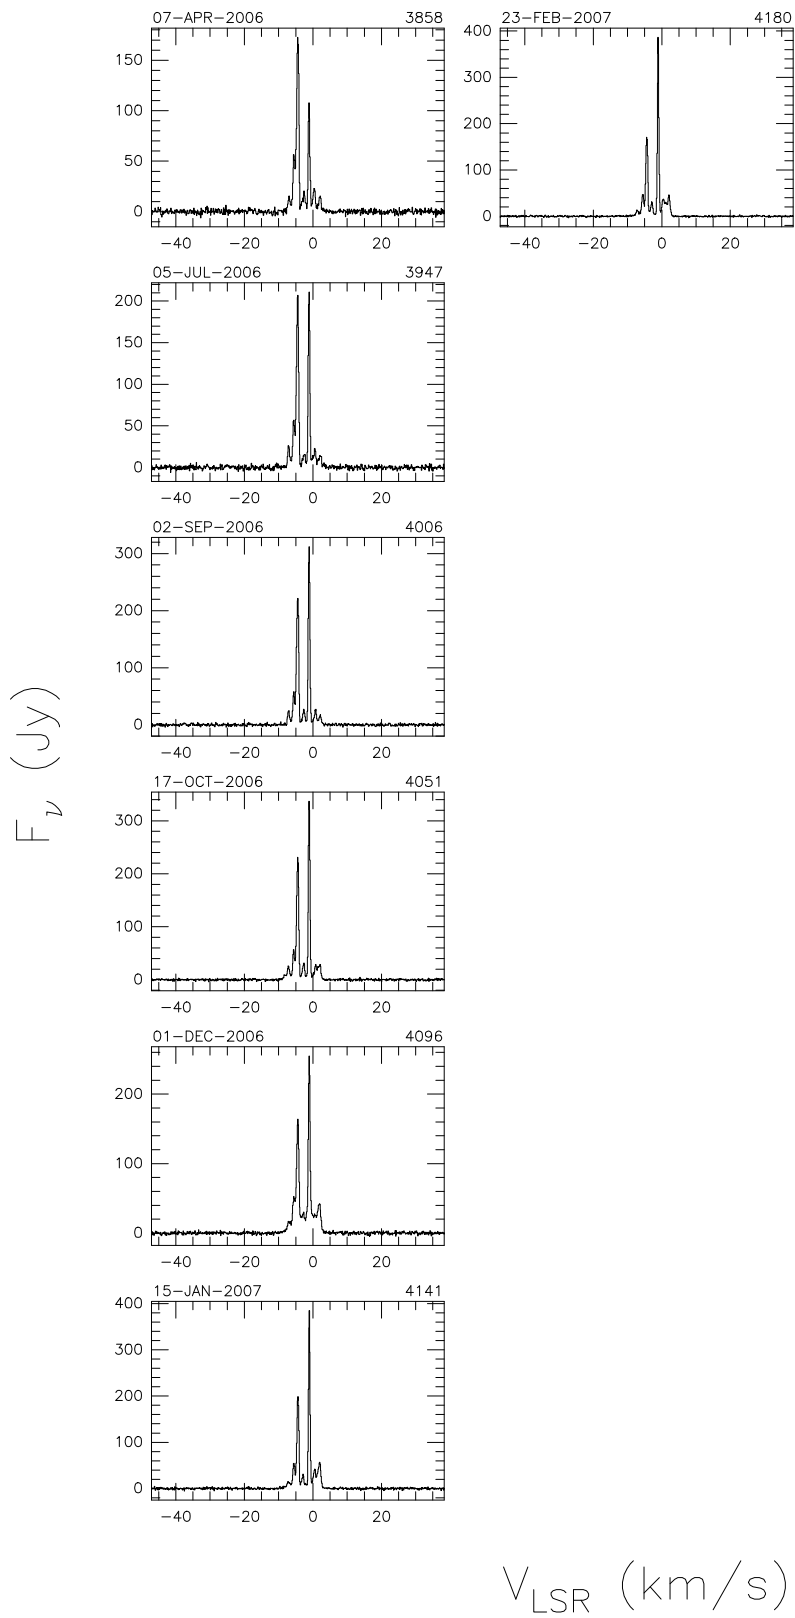 07-APR-2006 3858
150
100
50
0
-40 -20 0 20
23-FEB-2007 4180
400
300
200
100
0
-40 -20 0 20
05-JUL-2006 3947
200
150
100
50
0
-40 -20 0 20
02-SEP-2006 4006
300
200
100
0
-40 -20 0 20
17-OCT-2006 4051
300
200
100
0
-40 -20 0 20
01-DEC-2006 4096
200
100
0
-40 -20 0 20
15-JAN-2007 4141
400
300
200
100
0
-40 -20 0 20
Fν (Jy)
VLSR (km/s)